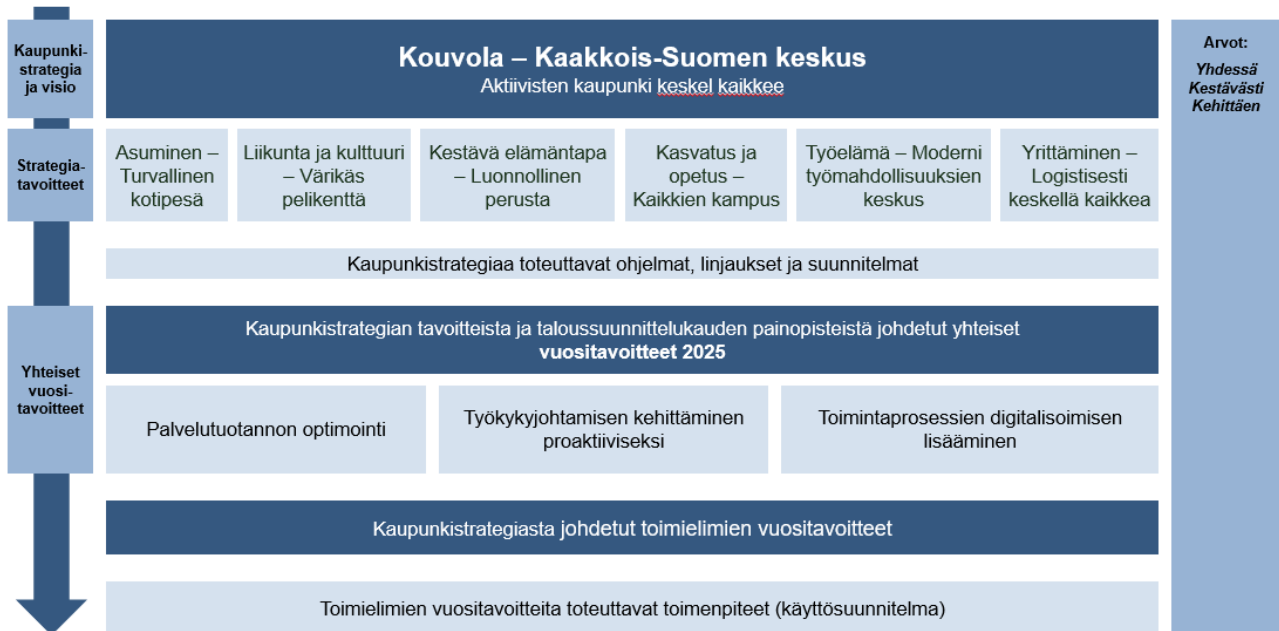 Kaupunki-
strategia
ja visio
Kouvola – Kaakkois-Suomen keskus
Aktiivisten kaupunki keskel kaikkee
Arvot:
Yhdessä
Kestävästi
Kehittäen
Strategia-
tavoitteet
Asuminen –
Turvallinen
kotipesä
Liikunta ja kulttuuri
– Värikäs
pelikenttä
Kestävä elämäntapa
– Luonnollinen
perusta
Kasvatus ja
opetus –
Kaikkien kampus
Työelämä – Moderni
työmahdollisuuksien
keskus
Yrittäminen –
Logistisesti
keskellä kaikkea
Kaupunkistrategiaa toteuttavat ohjelmat, linjaukset ja suunnitelmat
Yhteiset
vuosi-
tavoitteet
Kaupunkistrategian tavoitteista ja taloussuunnittelukauden painopisteistä johdetut yhteiset
vuositavoitteet 2025
Palvelutuotannon optimointi
Työkykyjohtamisen kehittäminen
proaktiiviseksi
Toimintaprosessien digitalisoimisen
lisääminen
Kaupunkistrategiasta johdetut toimielimien vuositavoitteet
Toimielimien vuositavoitteita toteuttavat toimenpiteet (käyttösuunnitelma)